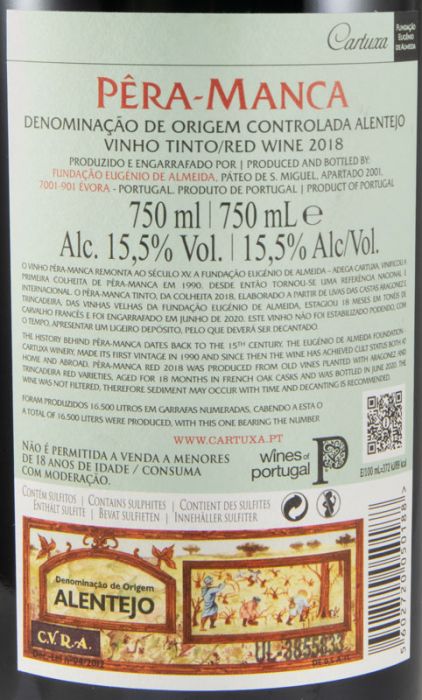 Cartuxa
FUNDAÇÃO
EUGÉNIO
DE ALMEIDA
PÊRA-MANCA
DENOMINAÇÃO DE ORIGEM CONTROLADA ALENTEJO
VINHO TINTO/RED WINE 2018
PRODUZIDO E ENGARRAFADO POR | PRODUCED AND BOTTLED BY:
FUNDAÇÃO EUGÉNIO DE ALMEIDA, PÁTEO DE S. MIGUEL, APARTADO 2001,
7001-901 ÉVORA - PORTUGAL. PRODUTO DE PORTUGAL | PRODUCT OF PORTUGAL
750 ml | 750 mL e
Alc. 15,5% Vol. | 15,5% Alc/Vol.
O VINHO PÊRA-MANCA REMONTA AO SÉCULO XV. A FUNDAÇÃO EUGÉNIO DE ALMEIDA - ADEGA CARTUXA, VINIFICOU A
PRIMEIRA COLHEITA DE PÊRA-MANCA EM 1990. DESDE ENTÃO TORNOU-SE UMA REFERÊNCIA NACIONAL E
INTERNACIONAL. O PÊRA-MANCA TINTO, DA COLHEITA 2018, ELABORADO A PARTIR DE UVAS DAS CASTAS ARAGONEZ E
TRINCADEIRA, DAS VINHAS VELHAS DA FUNDAÇÃO EUGÉNIO DE ALMEIDA, ESTAGIOU 18 MESES EM TONÉIS DE
CARVALHO FRANCÊS E FOI ENGARRAFADO EM JUNHO DE 2020. ESTE VINHO NÃO FOI ESTABILIZADO PODENDO, COM
O TEMPO, APRESENTAR UM LIGEIRO DEPÓSITO, PELO QUE DEVERÁ SER DECANTADO.
THE HISTORY BEHIND PÊRA-MANCA DATES BACK TO THE 15TH CENTURY. THE EUGÉNIO DE ALMEIDA FOUNDATION -
CARTUXA WINERY, MADE ITS FIRST VINTAGE IN 1990 AND SINCE THEN THE WINE HAS ACHIEVED CULT STATUS BOTH AT
HOME AND ABROAD. PÊRA-MANCA RED 2018 WAS PRODUCED FROM OLD VINES PLANTED WITH ARAGONEZ AND
TRINCADEIRA RED VARIETIES, AGED FOR 18 MONTHS IN FRENCH OAK CASKS AND WAS BOTTLED IN JUNE 2020. THE
WINE WAS NOT FILTERED, THEREFORE SEDIMENT MAY OCCUR WITH TIME AND DECANTING IS RECOMMENDED.
FORAM PRODUZIDOS 16.500 LITROS EM GARRAFAS NUMERADAS, CABENDO A ESTA O
A TOTAL OF 16.500 LITERS WERE PRODUCED, WITH THIS ONE BEARING THE NUMBER
WWW.CARTUXA.PT
NÃO É PERMITIDA A VENDA A MENORES
DE 18 ANOS DE IDADE / CONSUMA
COM MODERAÇÃO.
wines of
portugal
P
E(100 mL)=372 kJ/89 kcal
CONTÉM SULFITOS | CONTAINS SULPHITES | CONTIENT DES SULFITES
ENTHÄLT SULFITE | BEVAT SULFIETEN | INNEHÅLLER SULFITER
Denominação de Origem
ALENTEJO
C.V.R.A.
Dec.-Lei nº94/2012
UL-3855833
5602720050188